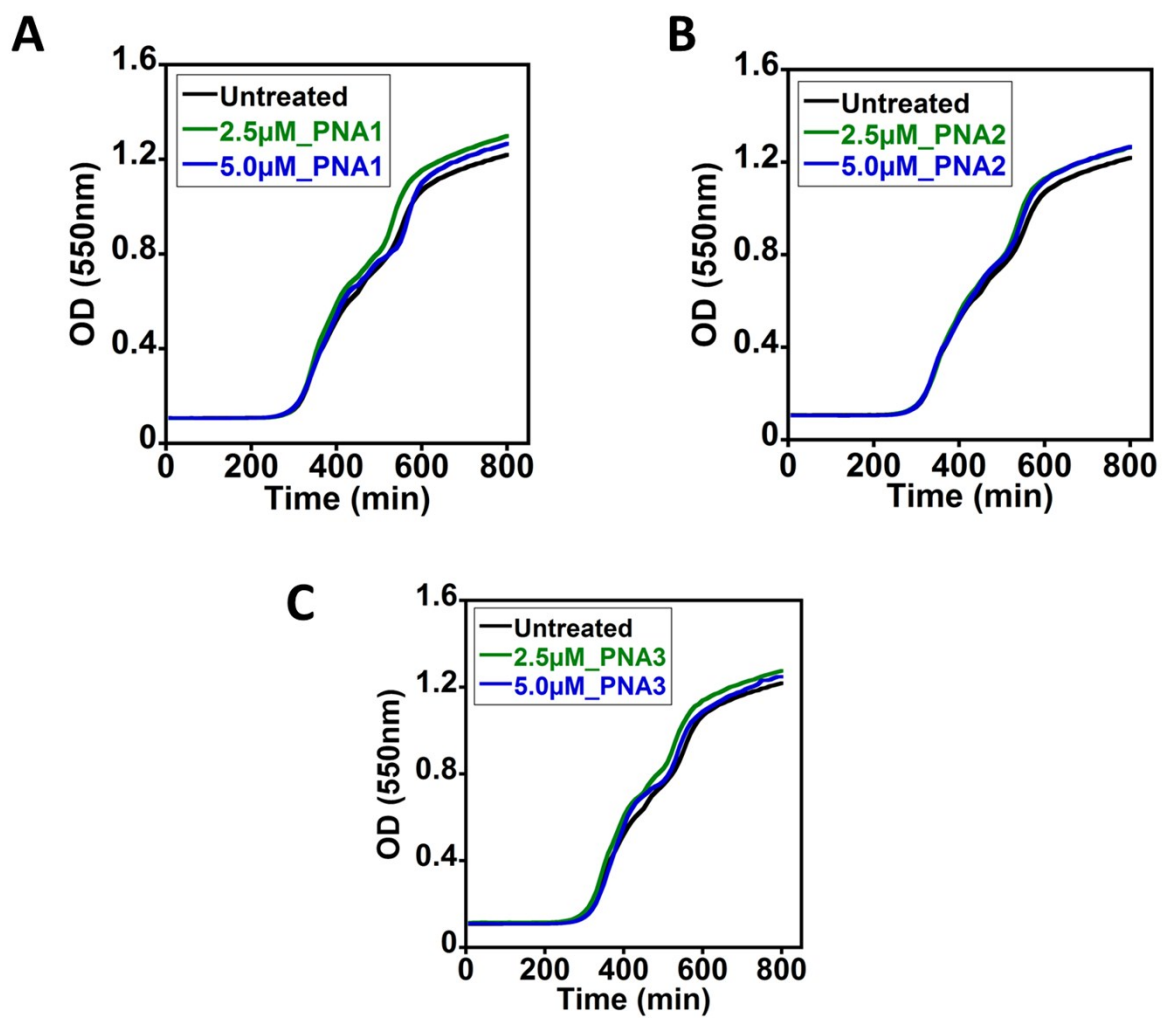 A
1.6
1.2
0.8
0.4
0
OD (550nm)
Untreated
2.5µM_PNA1
5.0µM_PNA1
0 200 400 600 800
Time (min)
B
1.6
1.2
0.8
0.4
0
OD (550nm)
Untreated
2.5µM_PNA2
5.0µM_PNA2
0 200 400 600 800
Time (min)
C
1.6
1.2
0.8
0.4
0
OD (550nm)
Untreated
2.5µM_PNA3
5.0µM_PNA3
0 200 400 600 800
Time (min)